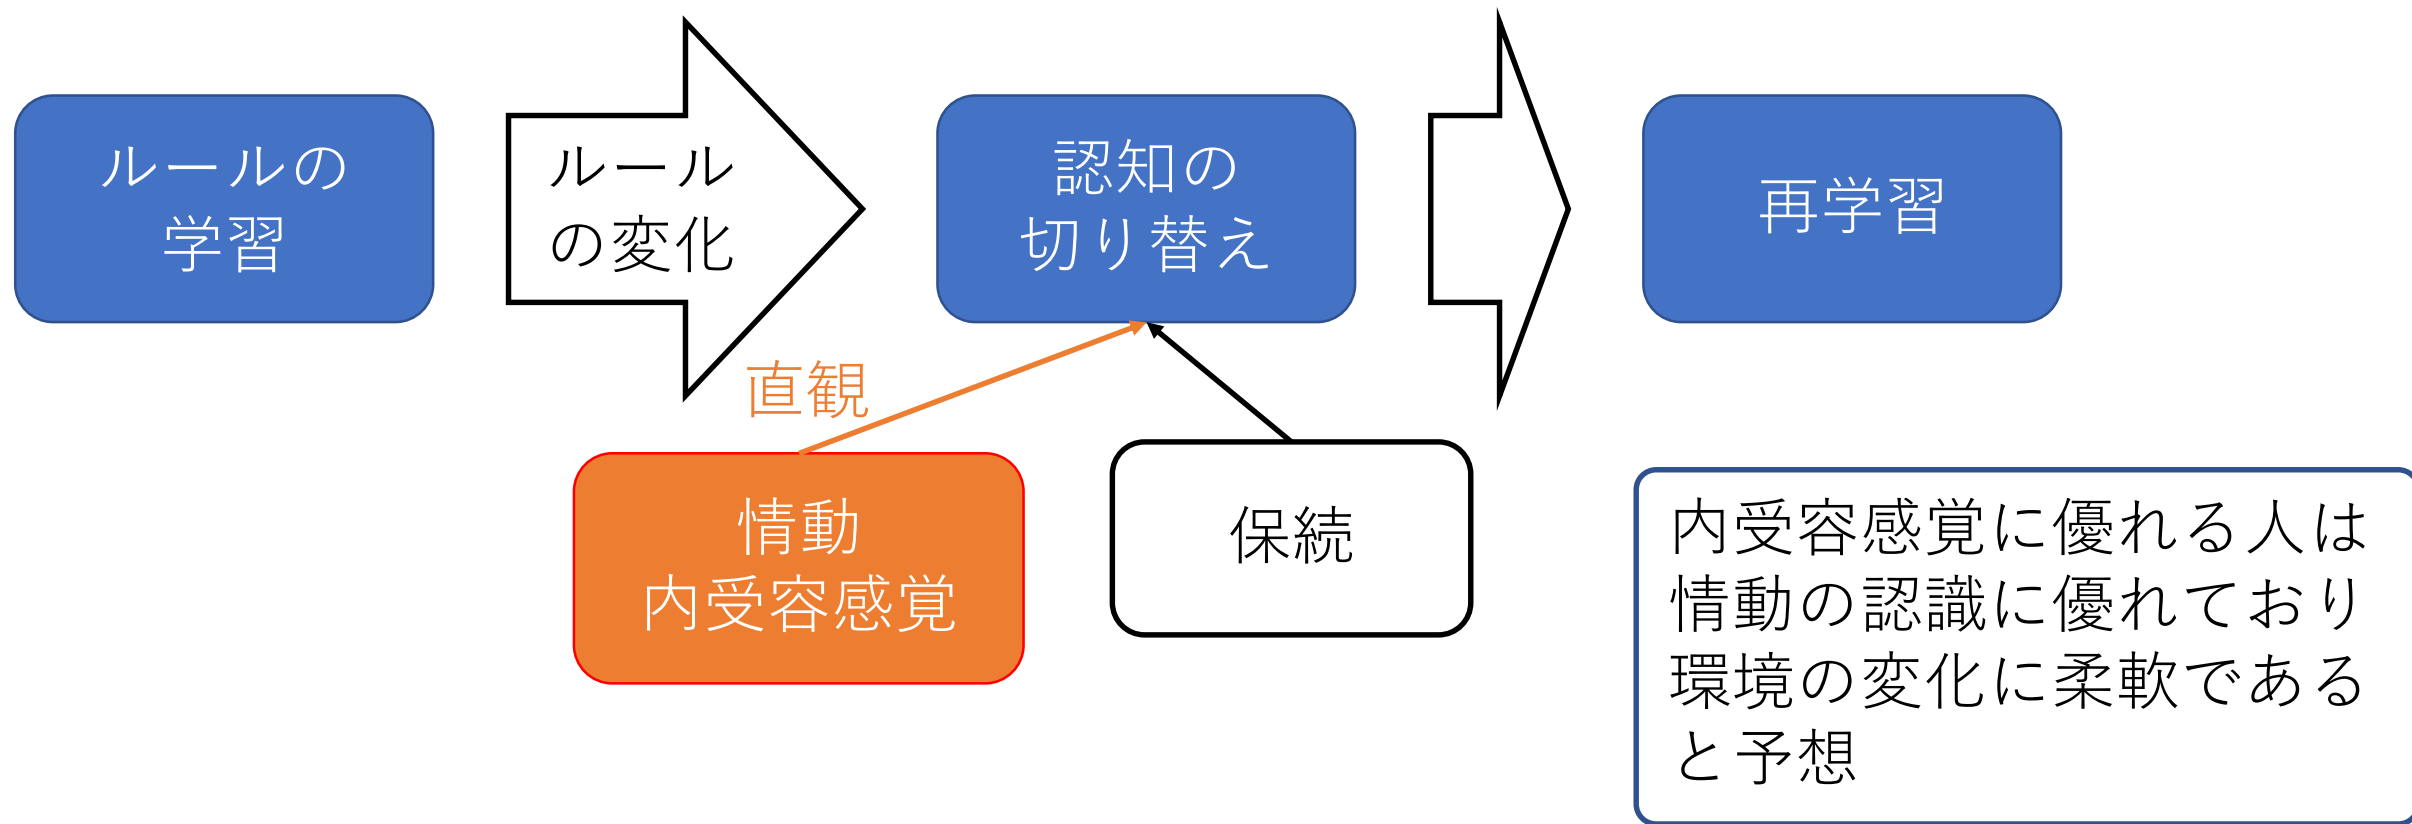 ルールの
学習
ルール
の変化
認知の
切り替え
再学習
直観
情動
内受容感覚
保続
内受容感覚に優れる人は
情動の認識に優れており
環境の変化に柔軟である
と予想